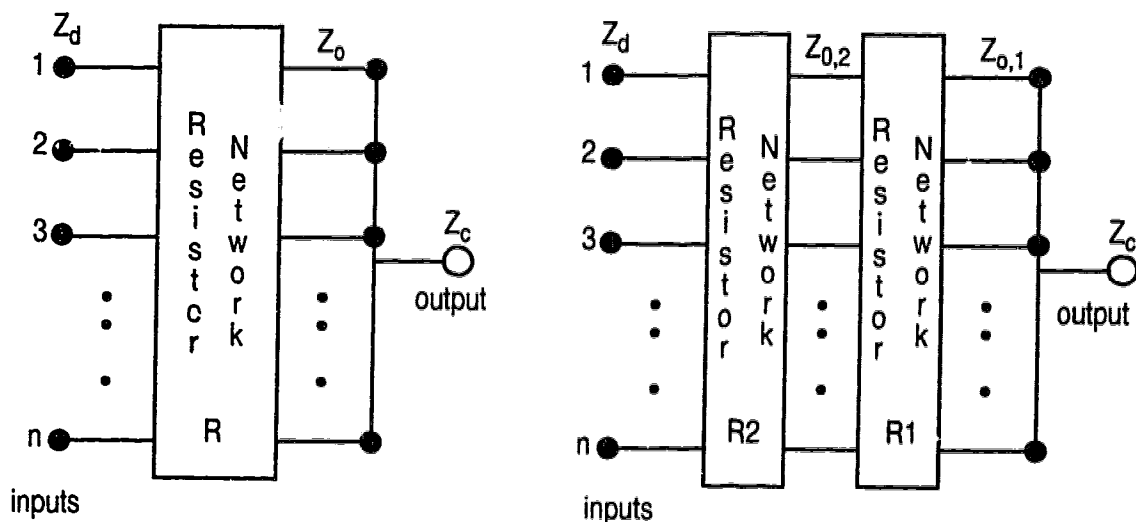 Z_d
Z_o
1
2
3
n
Resistor
Network
R
Z_c
output
inputs
Z_d
Z_{0,2}
Z_{o,1}
1
2
3
n
Resistor
Network
R2
Resistor
Network
R1
Z_c
output
inputs